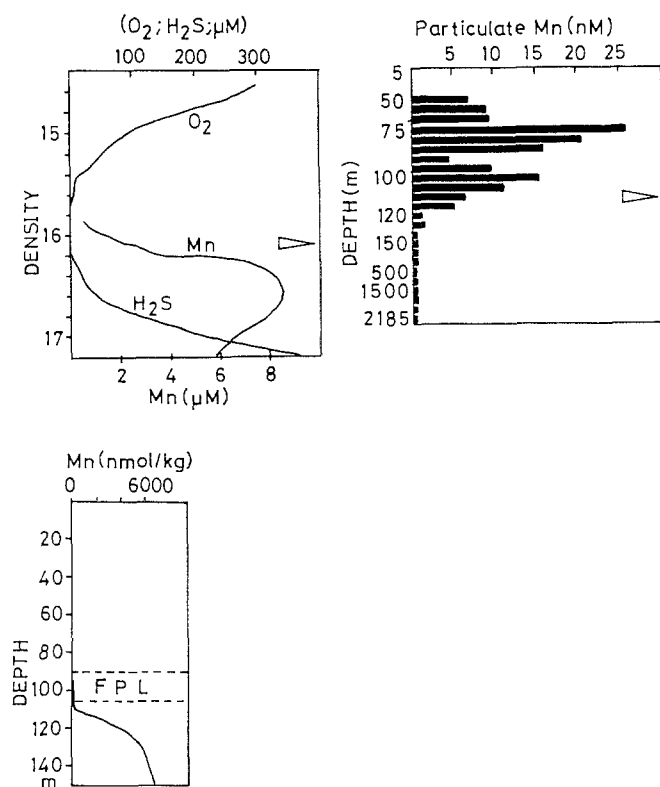 (O2;H2S;µM)
100 200 300
15
16
17
DENSITY
O2
Mn
H2S
2 4 6 8
Mn(µM)
Particulate Mn(nM)
5 10 15 20 25
5
50
75
100
120
150
500
1500
2185
DEPTH(m)
Mn(nmol/kg)
0 6000
20
40
60
80
100
120
140
m
DEPTH
F P L